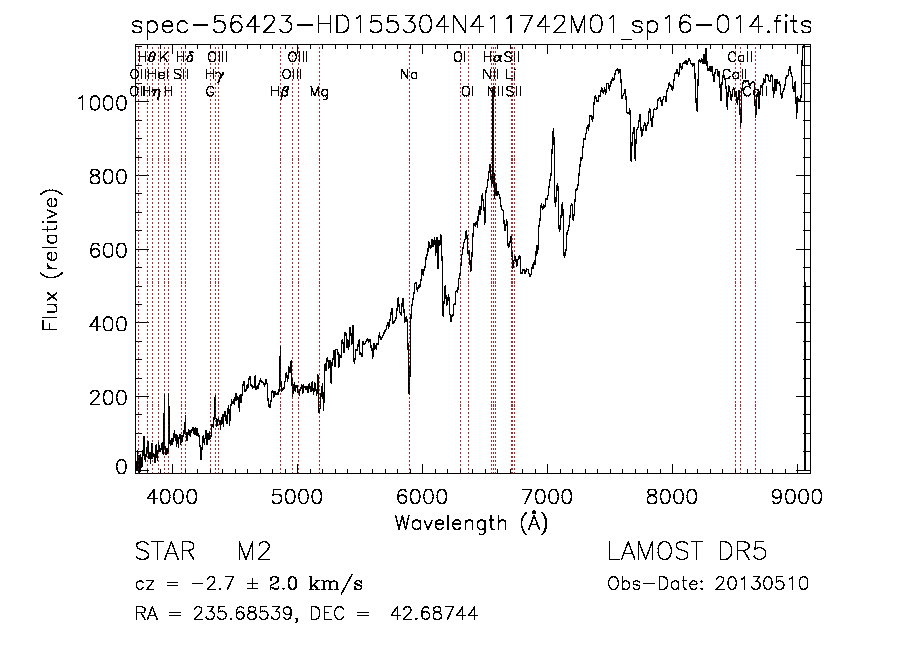 spec-56423-HD155304N411742M01_sp16-014.fits
Hθ K Hδ OIII OIII OI Hα SII CaII
OII HeI SII Hγ OIII Na NII Li CaII
OII Hη H G Hβ Mg OI NII SII CaII
1000
800
600
400
200
0
Flux (relative)
4000 5000 6000 7000 8000 9000
Wavelength (Å)
STAR M2 LAMOST DR5
cz = -2.7 ± 2.0 km/s Obs-Date: 20130510
RA = 235.68539, DEC = 42.68744